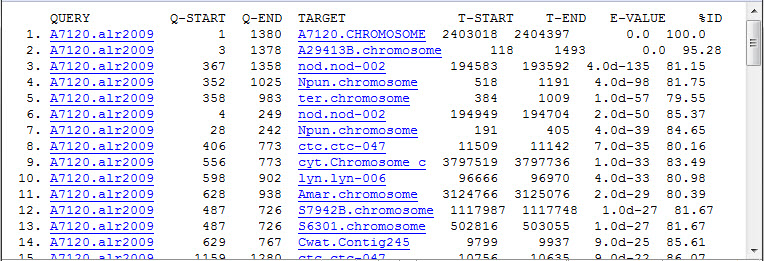 QUERY Q-START Q-END TARGET T-START T-END E-VALUE %ID
1. A7120.alr2009 1 1380 A7120.CHROMOSOME 2403018 2404397 0.0 100.0
2. A7120.alr2009 3 1378 A29413B.chromosome 118 1493 0.0 95.28
3. A7120.alr2009 367 1358 nod.nod-002 194583 193592 4.0d-135 81.15
4. A7120.alr2009 352 1025 Npun.chromosome 518 1191 4.0d-98 81.75
5. A7120.alr2009 358 983 ter.chromosome 384 1009 1.0d-57 79.55
6. A7120.alr2009 4 249 nod.nod-002 194949 194704 2.0d-50 85.37
7. A7120.alr2009 28 242 Npun.chromosome 191 405 4.0d-39 84.65
8. A7120.alr2009 406 773 ctc.ctc-047 11509 11142 7.0d-35 80.16
9. A7120.alr2009 556 773 cyt.Chromosome c 3797519 3797736 1.0d-33 83.49
10. A7120.alr2009 598 902 lyn.lyn-006 96666 96970 4.0d-33 80.98
11. A7120.alr2009 628 938 Amar.chromosome 3124766 3125076 2.0d-29 80.39
12. A7120.alr2009 487 726 S7942B.chromosome 1117987 1117748 1.0d-27 81.67
13. A7120.alr2009 487 726 S6301.chromosome 502816 503055 1.0d-27 81.67
14. A7120.alr2009 629 767 Cwat.Contig245 9799 9937 9.0d-25 85.61
15. A7120.alr2009 1159 1280 ctc.ctc-047 10756 10635 9.0d-22 86.07